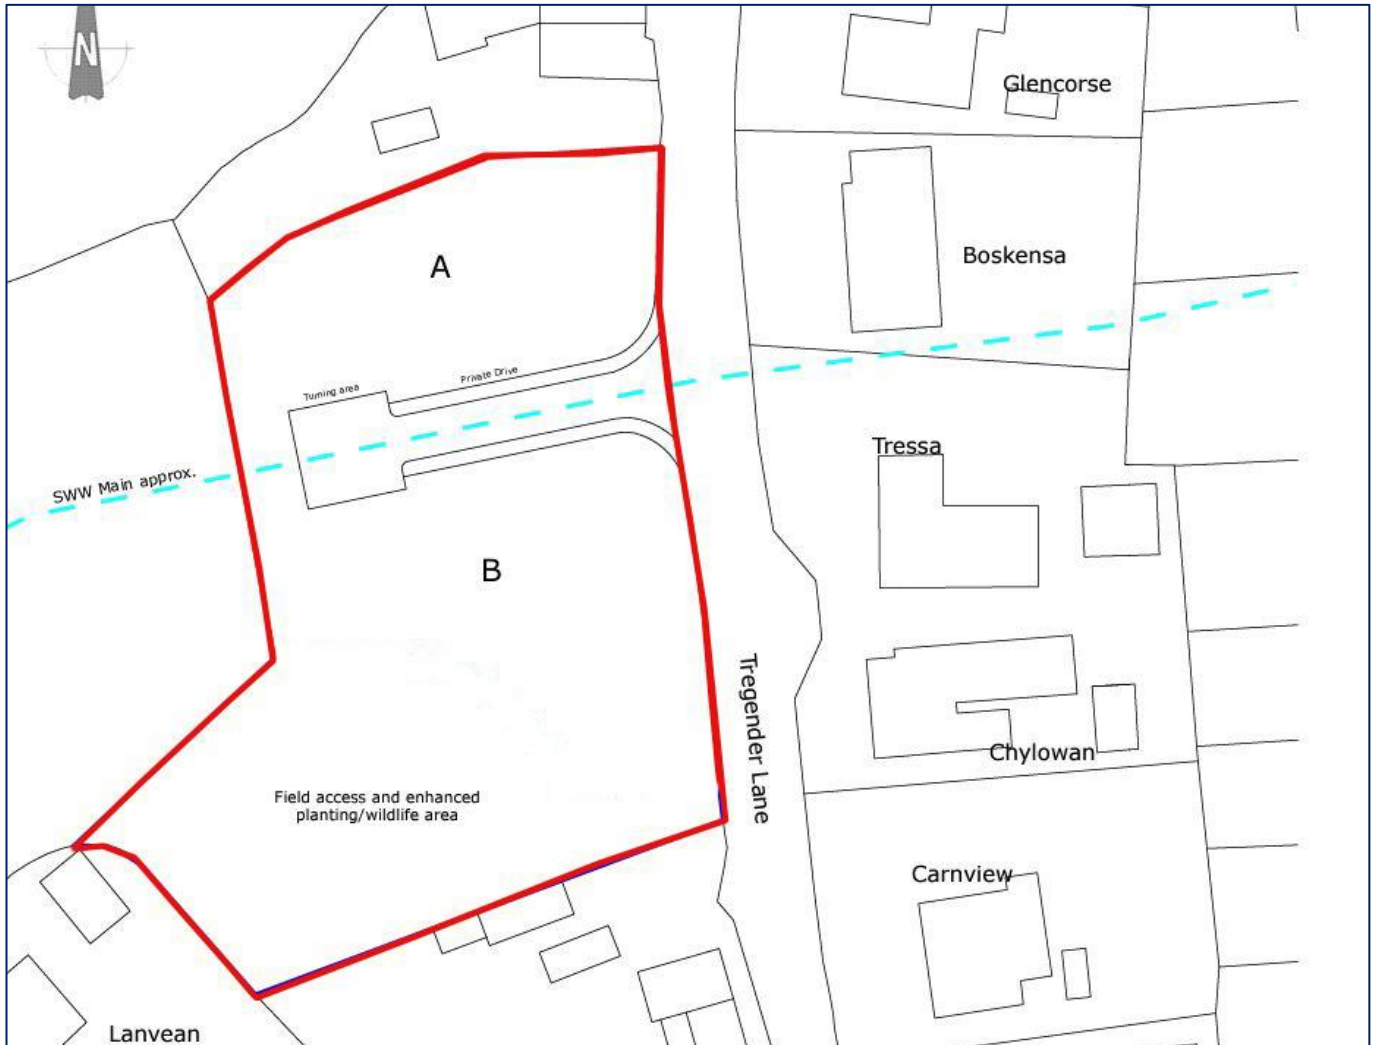 N
Glencorse
Boskensa
A
Private Drive
Turning area
Tressa
SWW Main approx.
B
Tregender Lane
Chylowan
Field access and enhanced
planting/wildlife area
Carnview
Lanvean